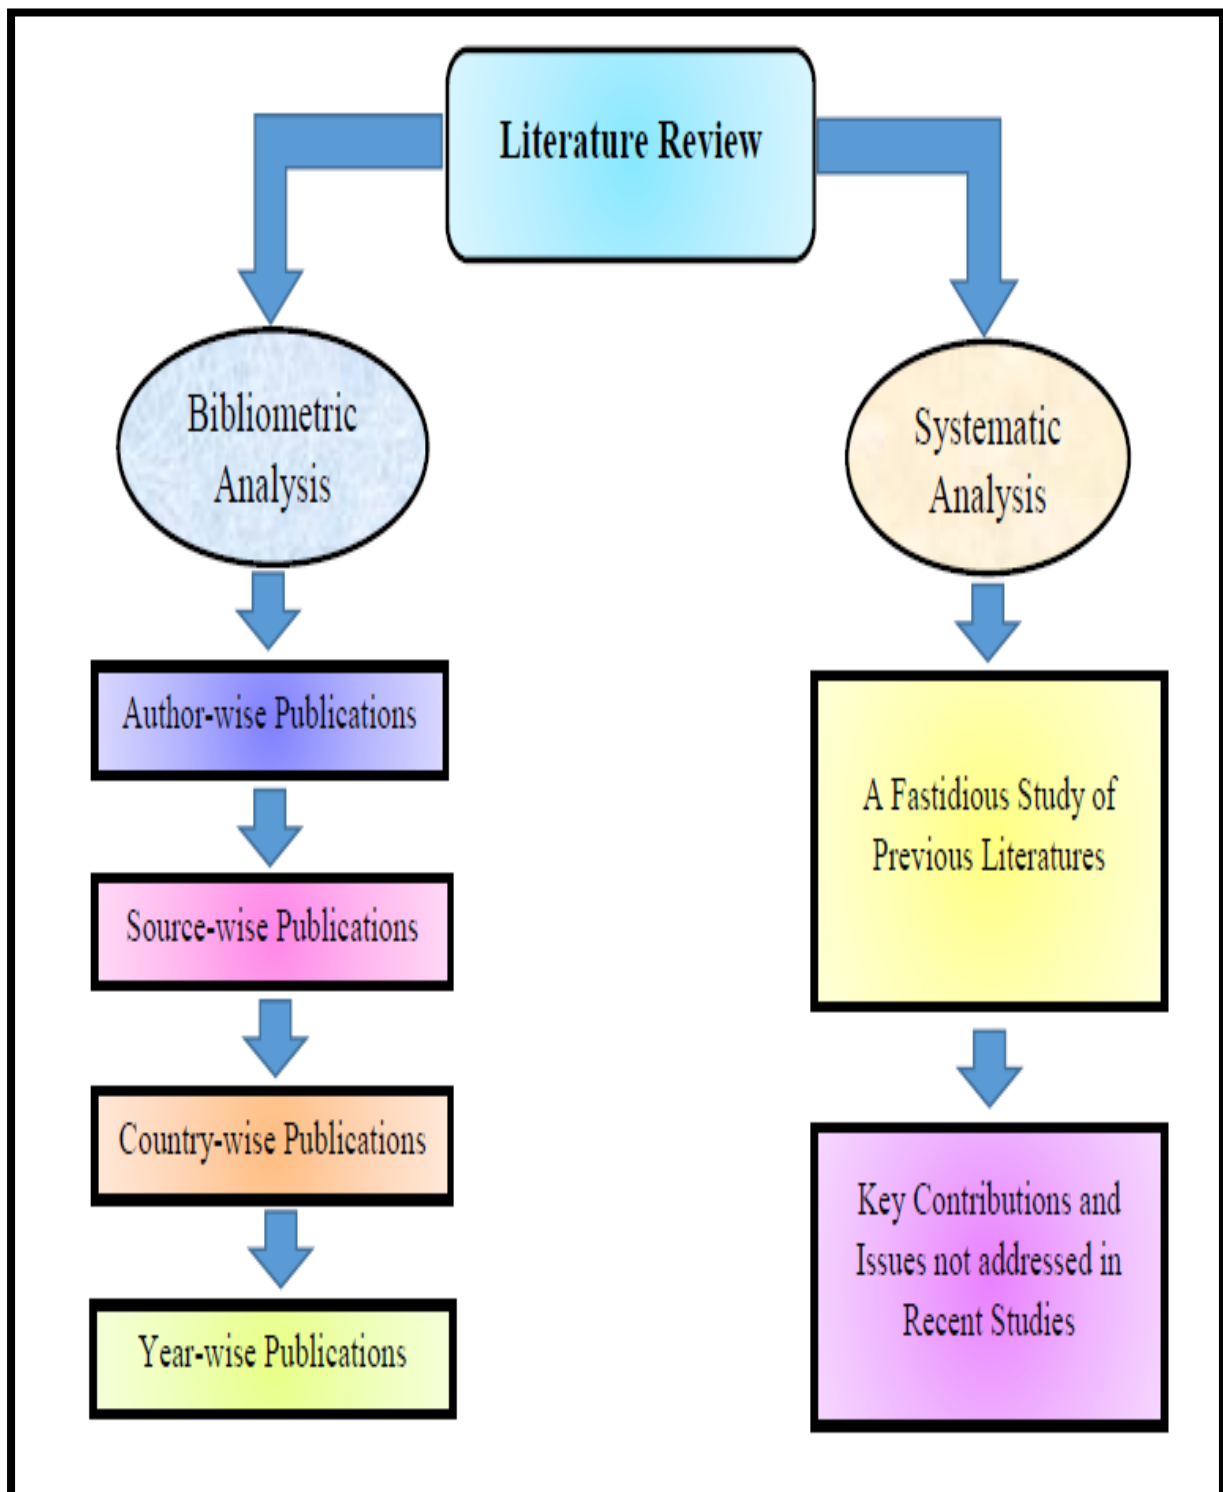 Literature Review
Bibliometric
Analysis
Author-wise Publications
Source-wise Publications
Country-wise Publications
Year-wise Publications
Systematic
Analysis
A Fastidious Study of
Previous Literatures
Key Contributions and
Issues not addressed in
Recent Studies